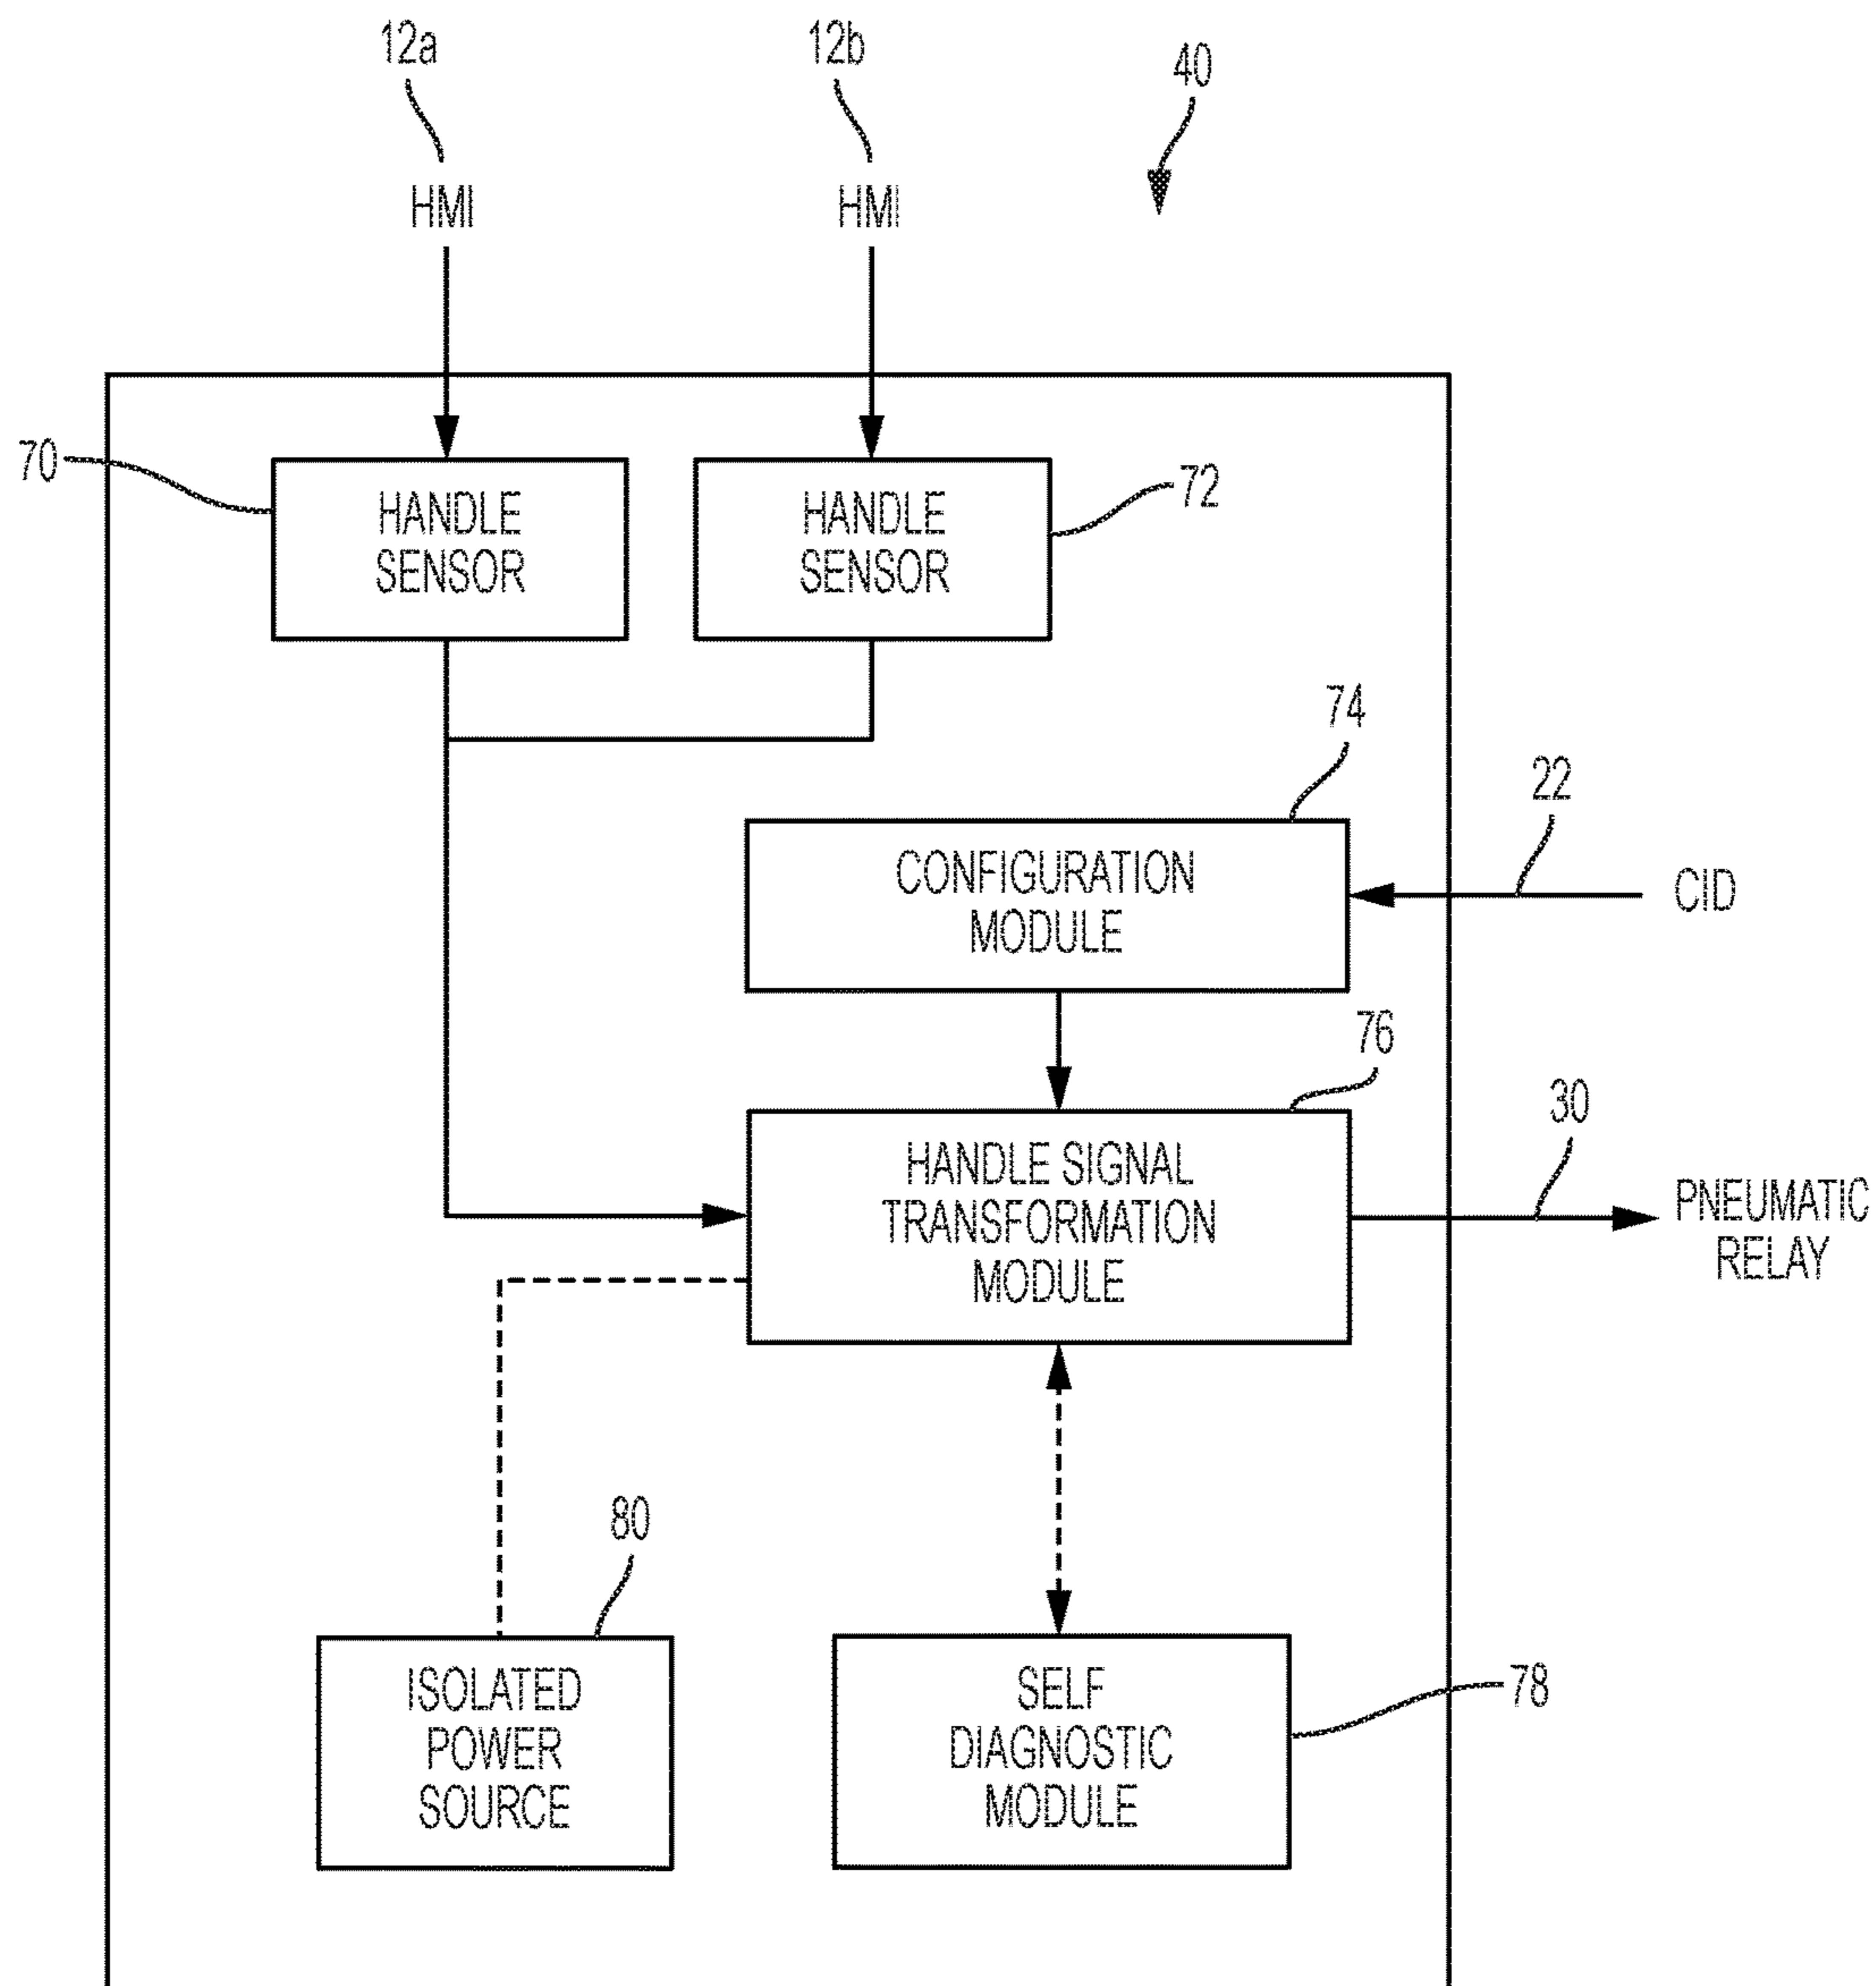 12a
12b
40
HMI
HMI
70
HANDLE
SENSOR
HANDLE
SENSOR
72
74
22
CONFIGURATION
MODULE
CID
76
30
HANDLE SIGNAL
TRANSFORMATION
MODULE
PNEUMATIC
RELAY
80
ISOLATED
POWER
SOURCE
SELF
DIAGNOSTIC
MODULE
78